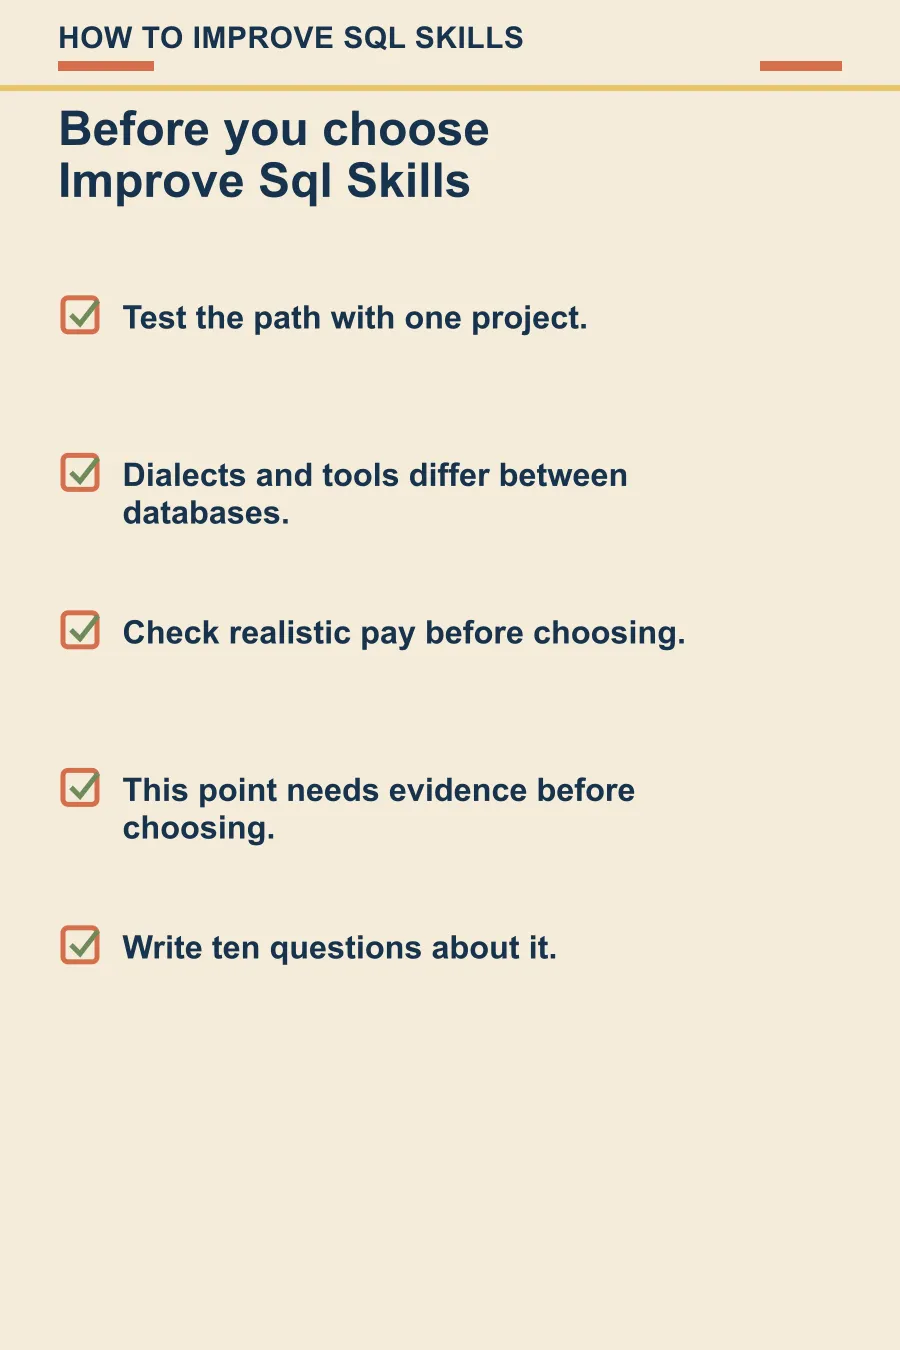 HOW TO IMPROVE SQL SKILLS
Before you choose
Improve Sql Skills
Test the path with one project.
Dialects and tools differ between
databases.
Check realistic pay before choosing.
This point needs evidence before
choosing.
Write ten questions about it.